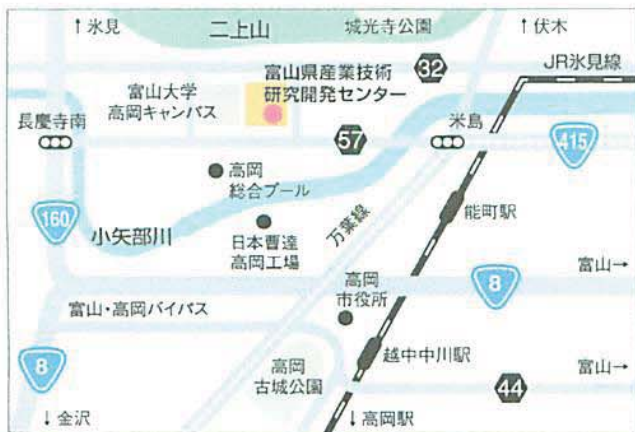 ↑氷見
二上山
城光寺公園
↑伏木
JR氷見線
32
富山大学
高岡キャンパス
富山県産業技術
研究開発センター
長慶寺南
57
米島
415
高岡
総合プール
160
小矢部川
日本曹達
高岡工場
万葉線
能町駅
富山→
8
高岡
市役所
富山・高岡バイパス
8
高岡
古城公園
越中中川駅
富山→
44
↓金沢
↓高岡駅